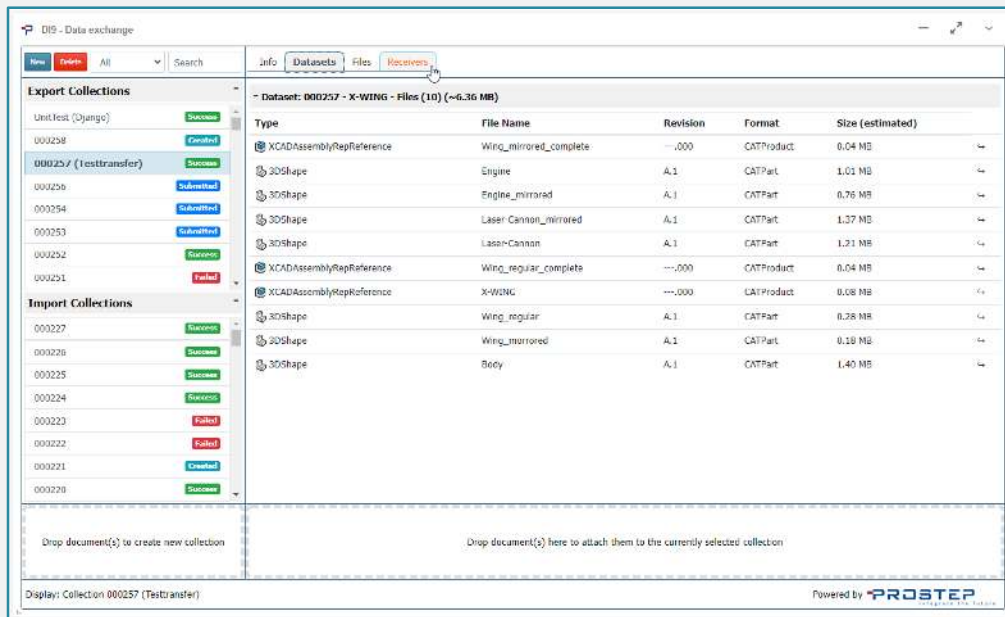 DI9 - Data exchange
New Delete All Search
Info Datasets Files Receivers
Export Collections
UnitTest (Django) Success
000258 Created
000257 (Testtransfer) Success
000256 Submitted
000254 Submitted
000253 Submitted
000252 Success
000251 Failed
Import Collections
000227 Success
000226 Success
000225 Success
000224 Success
000223 Failed
000222 Failed
000221 Created
000220 Success
Dataset: 000257 - X-WING - Files (10) (~6.36 MB)
Type File Name Revision Format Size (estimated)
XCADAssemblyRepReference Wing_mirrored_complete ---.000 CATProduct 0.04 MB
3DShape Engine A.1 CATPart 1.01 MB
3DShape Engine_mirrored A.1 CATPart 0.76 MB
3DShape Laser-Cannon_mirrored A.1 CATPart 1.37 MB
3DShape Laser-Cannon A.1 CATPart 1.21 MB
XCADAssemblyRepReference Wing_regular_complete ---.000 CATProduct 0.04 MB
XCADAssemblyRepReference X-WING ---.000 CATProduct 0.08 MB
3DShape Wing_regular A.1 CATPart 0.28 MB
3DShape Wing_morrored A.1 CATPart 0.18 MB
3DShape Body A.1 CATPart 1.40 MB
Drop document(s) to create new collection
Drop document(s) here to attach them to the currently selected collection
Display: Collection 000257 (Testtransfer)
Powered by PROSTEP
integrate the future